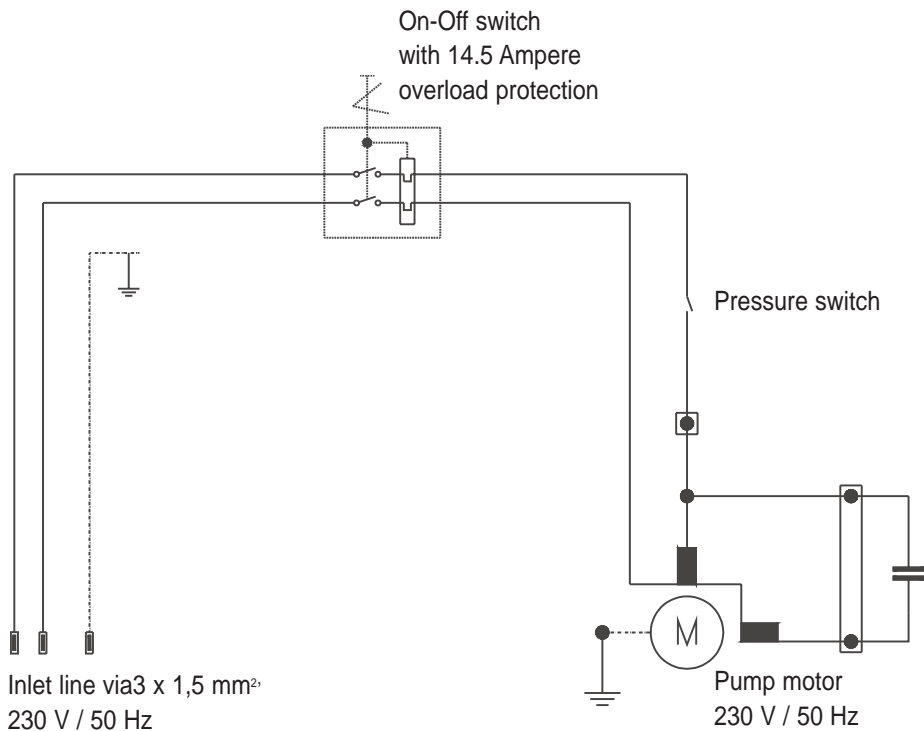 On-Off switch
with 14.5 Ampere
overload protection
Pressure switch
M
Inlet line via3 x 1,5 mm²,
230 V / 50 Hz
Pump motor
230 V / 50 Hz